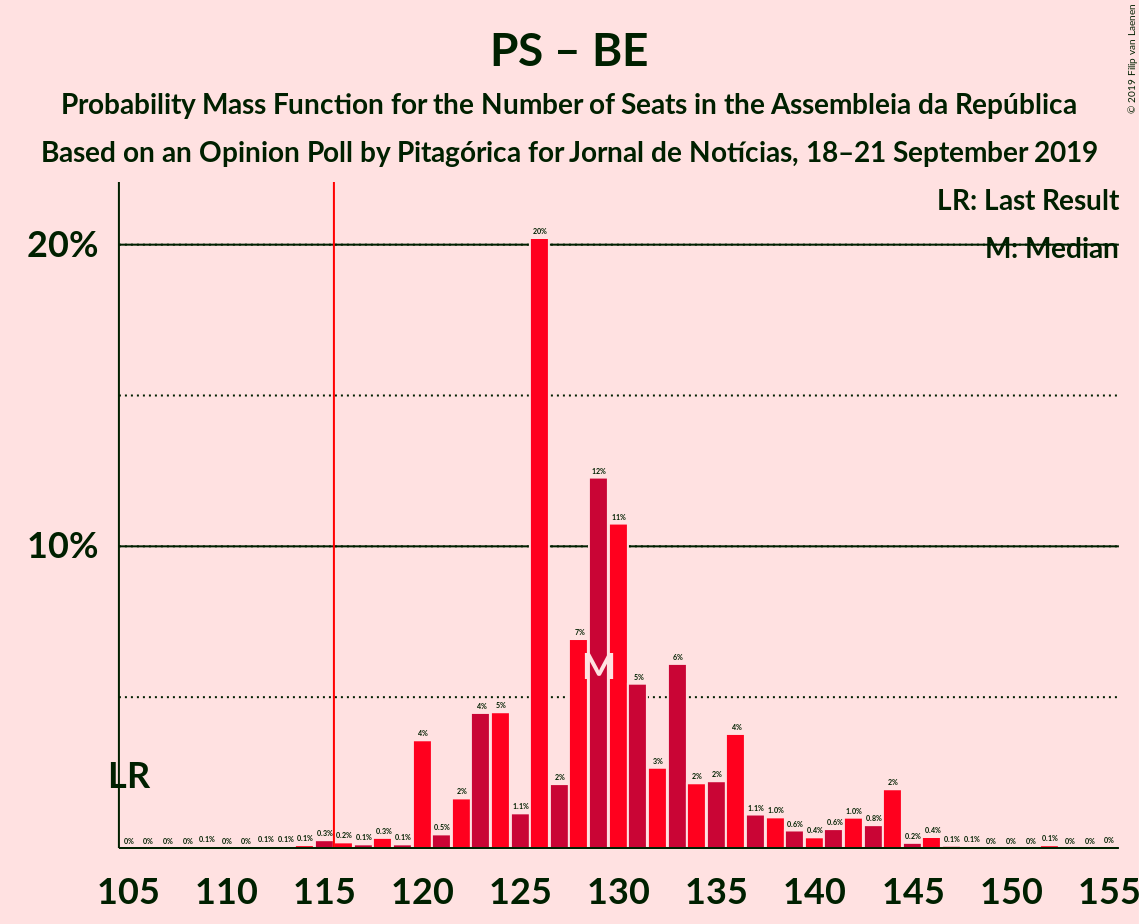 PS – BE
Probability Mass Function for the Number of Seats in the Assembleia da República
Based on an Opinion Poll by Pitagórica for Jornal de Notícias, 18–21 September 2019
© 2019 Filip van Laenen
LR: Last Result
M: Median
20%
10%
LR
M
0% 0% 0% 0% 0.1% 0% 0% 0.1% 0.1% 0.1% 0.3% 0.2% 0.1% 0.3% 0.1% 4% 0.5% 2% 4% 5% 1.1% 20% 2% 7% 12% 11% 5% 3% 6% 2% 2% 4% 1.1% 1.0% 0.6% 0.4% 0.6% 1.0% 0.8% 2% 0.2% 0.4% 0.1% 0.1% 0% 0% 0% 0.1% 0% 0% 0%
105 110 115 120 125 130 135 140 145 150 155